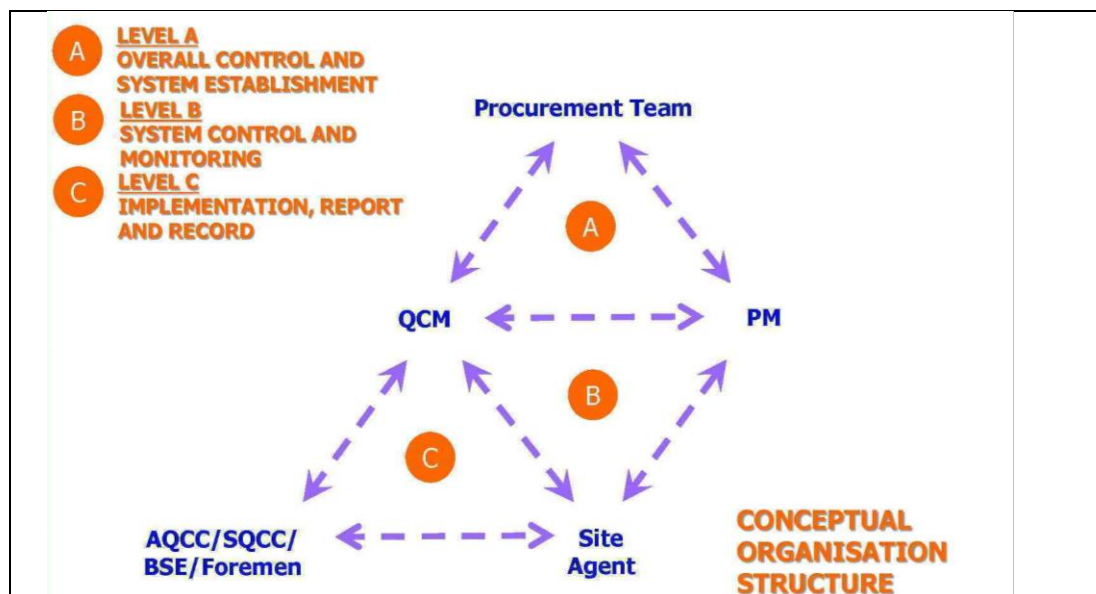 A
LEVEL A
OVERALL CONTROL AND
SYSTEM ESTABLISHMENT
B
LEVEL B
SYSTEM CONTROL AND
MONITORING
C
LEVEL C
IMPLEMENTATION, REPORT
AND RECORD
Procurement Team
A
QCM
PM
B
C
AQCC/SQCC/
BSE/Foremen
Site
Agent
CONCEPTUAL
ORGANISATION
STRUCTURE